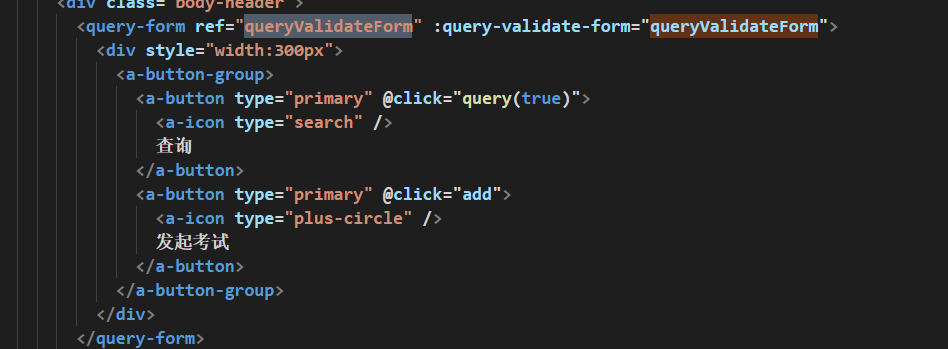 <div class="body-header">
<query-form ref="queryValidateForm" :query-validate-form="queryValidateForm">
<div style="width:300px">
<a-button-group>
<a-button type="primary" @click="query(true)">
<a-icon type="search" />
查询
</a-button>
<a-button type="primary" @click="add">
<a-icon type="plus-circle" />
发起考试
</a-button>
</a-button-group>
</div>
</query-form>